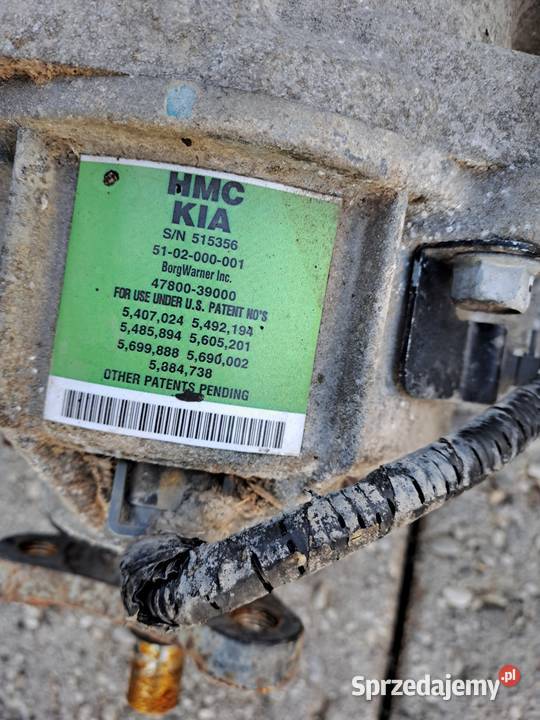 HMC
KIA
S/N 515356
51-02-000-001
BorgWarner Inc.
47800-39000
FOR USE UNDER U.S. PATENT NO'S
5,407,024 5,492,194
5,485,894 5,605,201
5,699,888 5,690,002
5,884,738
OTHER PATENTS PENDING
Sprzedajemy.pl